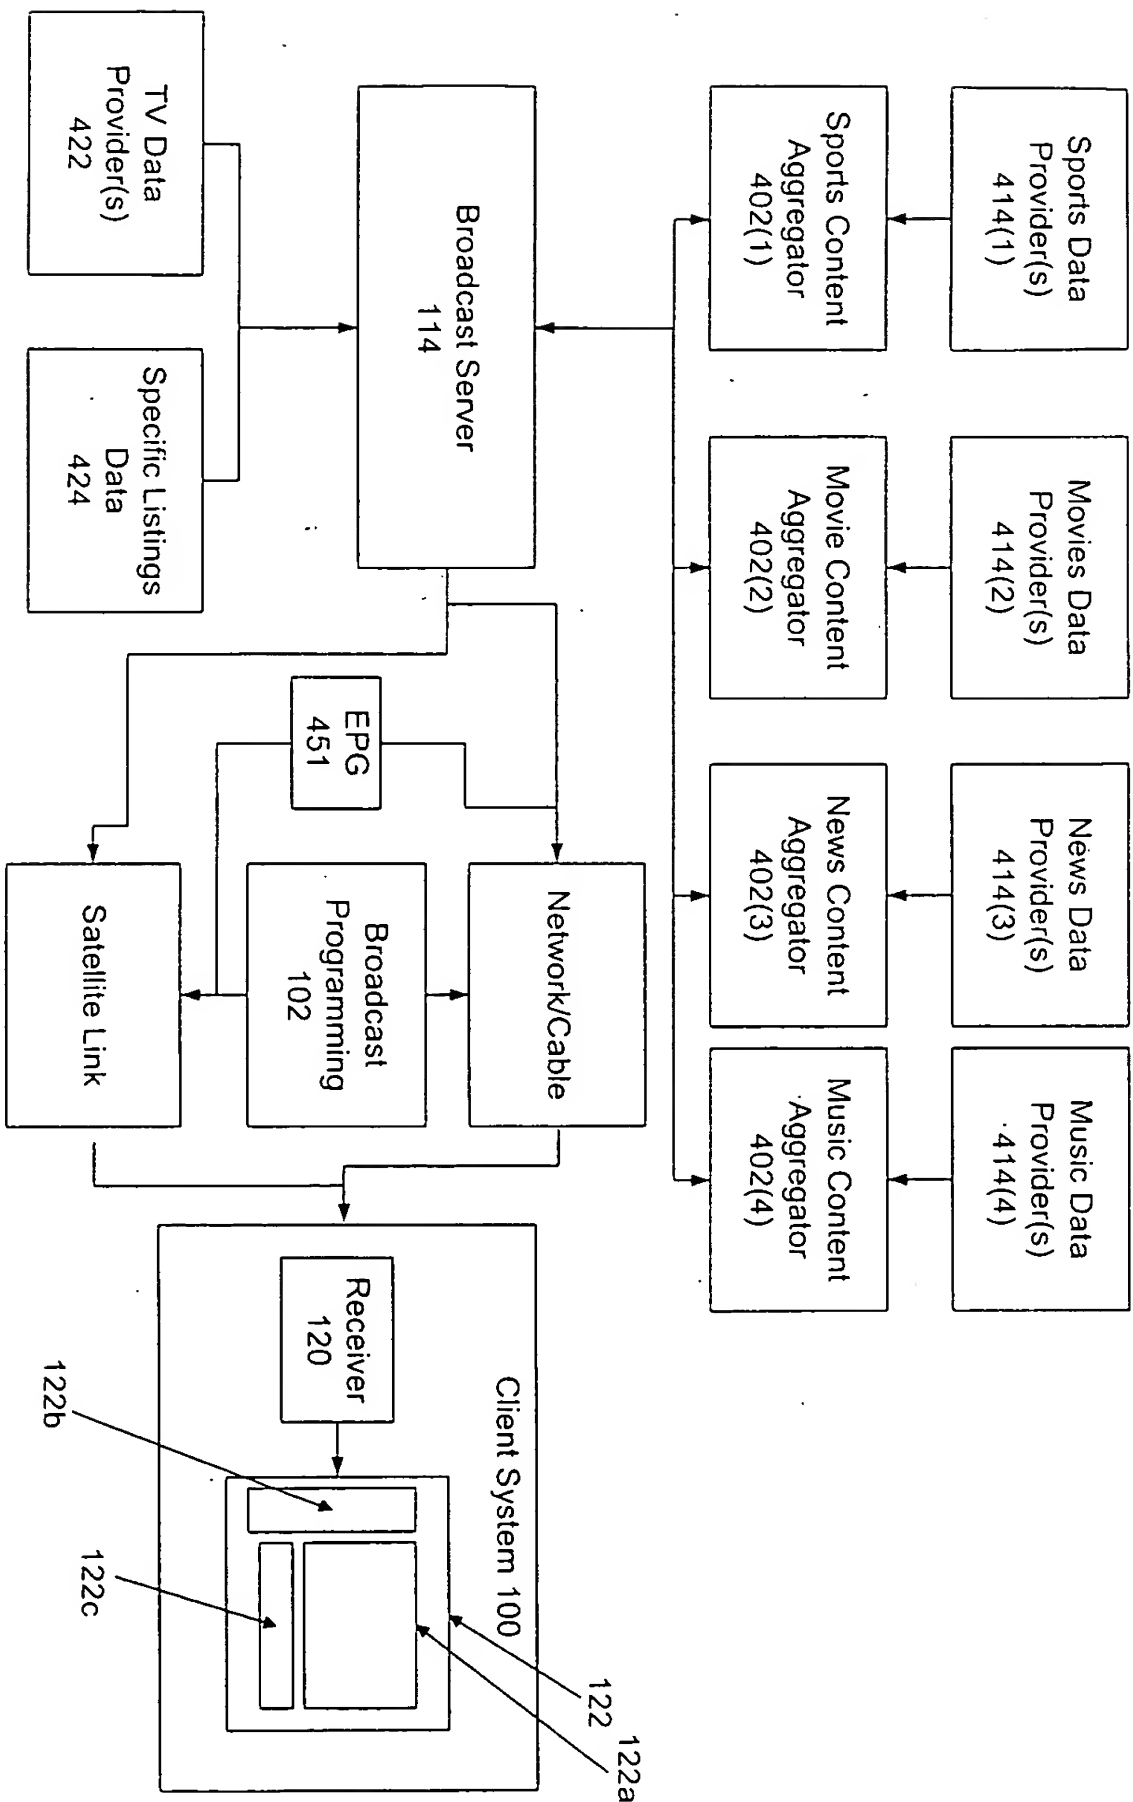 Sports Data
Provider(s)
414(1)
Movies Data
Provider(s)
414(2)
News Data
Provider(s)
414(3)
Music Data
Provider(s)
414(4)
Sports Content
Aggregator
402(1)
Movie Content
Aggregator
402(2)
News Content
Aggregator
402(3)
Music Content
Aggregator
402(4)
Broadcast Server
114
Network/Cable
EPG
451
Broadcast
Programming
102
Satellite Link
TV Data
Provider(s)
422
Specific Listings
Data
424
Client System 100
Receiver
120
122
122a
122b
122c